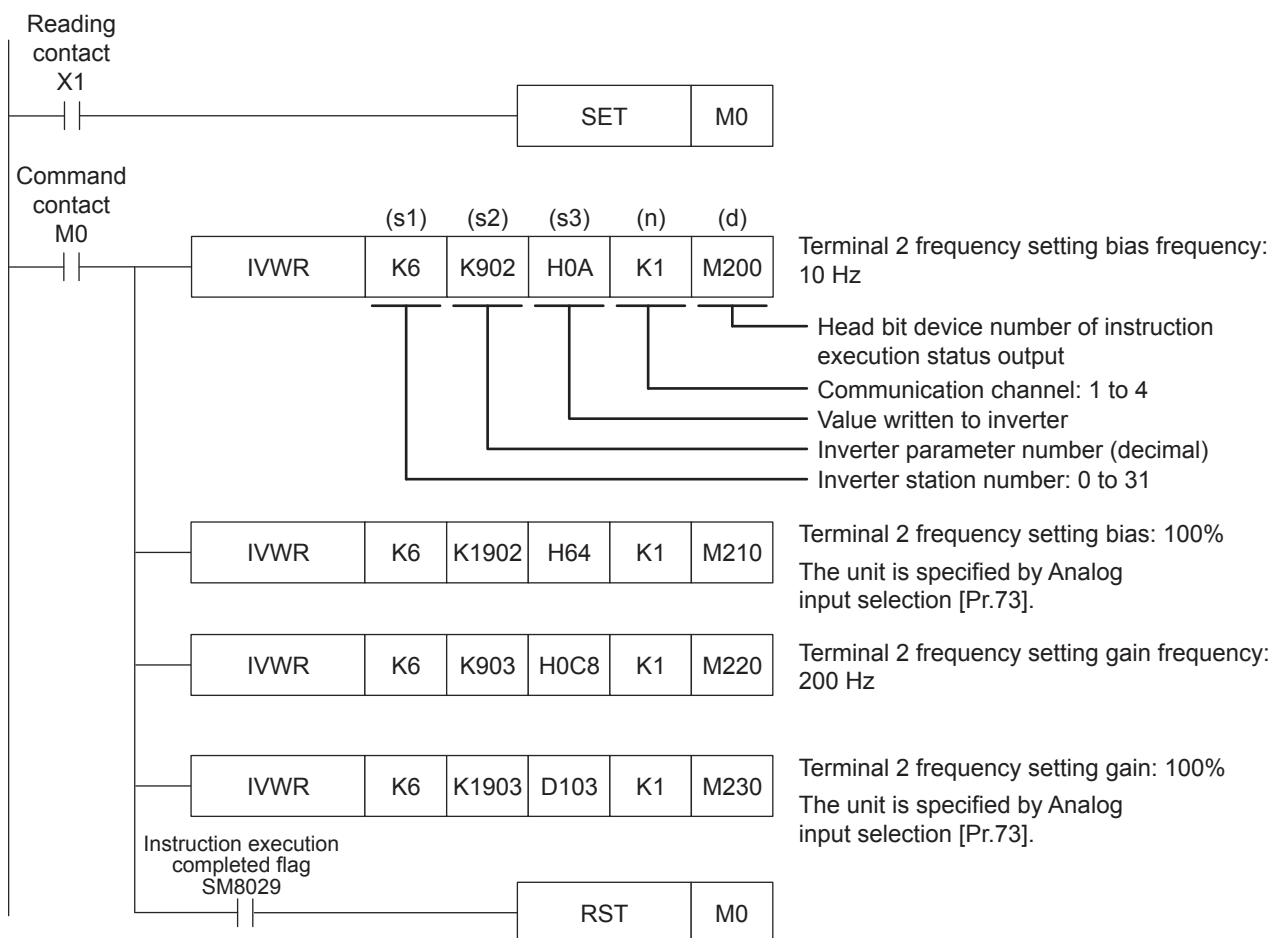 Reading
contact
X1
SET M0
Command
contact
M0
(s1) (s2) (s3) (n) (d)
IVWR K6 K902 H0A K1 M200
Terminal 2 frequency setting bias frequency:
10 Hz
Head bit device number of instruction
execution status output
Communication channel: 1 to 4
Value written to inverter
Inverter parameter number (decimal)
Inverter station number: 0 to 31
IVWR K6 K1902 H64 K1 M210
Terminal 2 frequency setting bias: 100%
The unit is specified by Analog
input selection [Pr.73].
IVWR K6 K903 H0C8 K1 M220
Terminal 2 frequency setting gain frequency:
200 Hz
IVWR K6 K1903 D103 K1 M230
Terminal 2 frequency setting gain: 100%
The unit is specified by Analog
input selection [Pr.73].
Instruction execution
completed flag
SM8029
RST M0